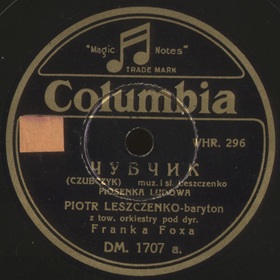 "Magic Notes"
TRADE MARK
Columbia
WHR. 296
ЧУБЧИК
(CZUBCZYK) muz. i sł. Leszczenko
PIOSENKA LUDOWA
PIOTR LESZCZENKO-baryton
z tow. orkiestry pod dyr.
Franka Foxa
DM. 1707 a.